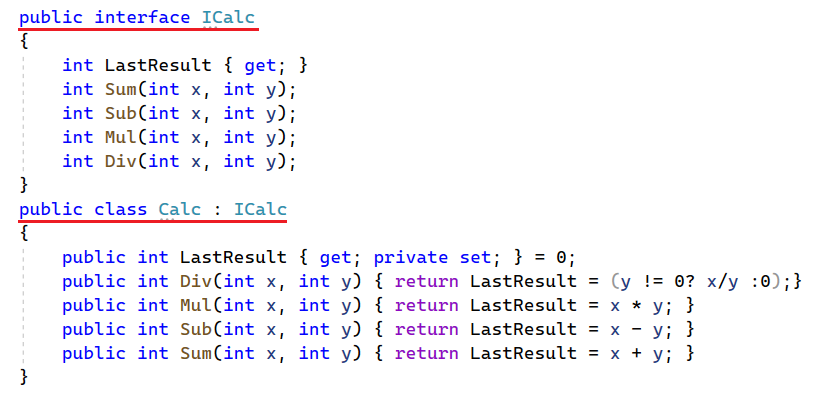 public interface ICalc
{
    int LastResult { get; }
    int Sum(int x, int y);
    int Sub(int x, int y);
    int Mul(int x, int y);
    int Div(int x, int y);
}
public class Calc : ICalc
{
    public int LastResult { get; private set; } = 0;
    public int Div(int x, int y) { return LastResult = (y != 0? x/y :0);}
    public int Mul(int x, int y) { return LastResult = x * y; }
    public int Sub(int x, int y) { return LastResult = x - y; }
    public int Sum(int x, int y) { return LastResult = x + y; }
}